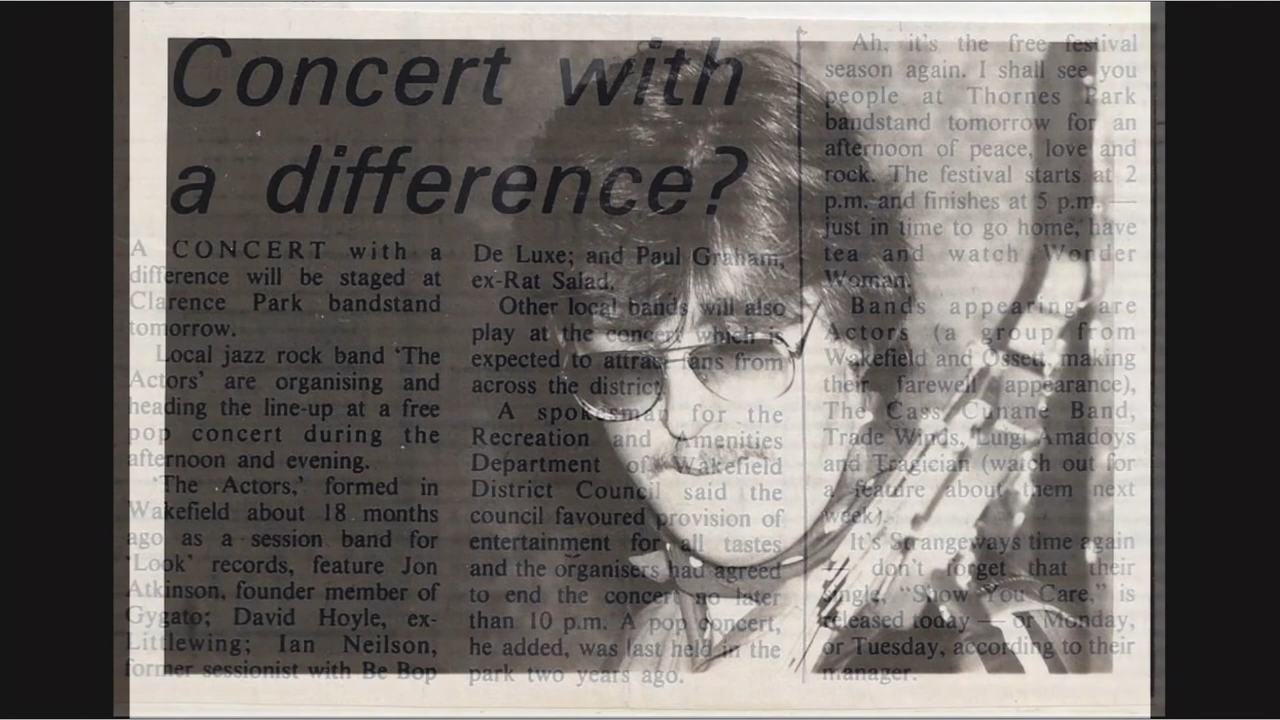 Concert with
a difference?
A CONCERT with a
difference will be staged at
Clarence Park bandstand
tomorrow.
Local jazz rock band ‘The
Actors’ are organising and
heading the line-up at a free
pop concert during the
afternoon and evening.
‘The Actors,’ formed in
Wakefield about 18 months
ago as a session band for
‘Look’ records, feature Jon
Atkinson, founder member of
Gygato; David Hoyle, ex-
Littlewing; Ian Neilson,
former sessionist with Be Bop
De Luxe; and Paul Graham,
ex-Rat Salad.
Other local bands will also
play at the concert which is
expected to attract fans from
across the district.
A spokesman for the
Recreation and Amenities
Department of Wakefield
District Council said the
council favoured provision of
entertainment for all tastes
and the organisers had agreed
to end the concert no later
than 10 p.m. A pop concert,
he added, was last held in the
park two years ago.
Ah, it's the free festival
season again. I shall see you
people at Thornes Park
bandstand tomorrow for an
afternoon of peace, love and
rock. The festival starts at 2
p.m. and finishes at 5 p.m. —
just in time to go home, have
tea and watch Wonder
Woman.
Bands appearing are
Actors (a group from
Wakefield and Ossett, making
their farewell appearance),
The Cass Cunane Band,
Trade Winds, Luigi Amadoys
and Tragician (watch out for
a feature about them next
week).
It's Strangeways time again
— don't forget that their
single, “Show You Care,” is
released today — or Monday,
or Tuesday, according to their
manager.